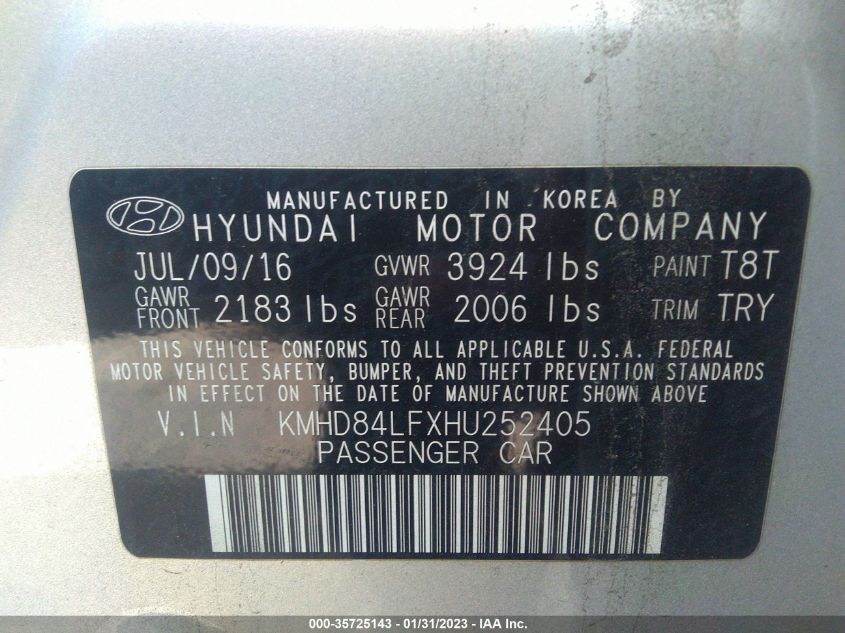 MANUFACTURED IN KOREA BY
HYUNDAI MOTOR COMPANY
JUL/09/16 GVWR 3924 lbs PAINT T8T
GAWR FRONT 2183 lbs GAWR REAR 2006 lbs TRIM TRY
THIS VEHICLE CONFORMS TO ALL APPLICABLE U.S.A. FEDERAL
MOTOR VEHICLE SAFETY, BUMPER, AND THEFT PREVENTION STANDARDS
IN EFFECT ON THE DATE OF MANUFACTURE SHOWN ABOVE
V.I.N KMHD84LFXHU252405
PASSENGER CAR
000-35725143 - 01/31/2023 - IAA Inc.